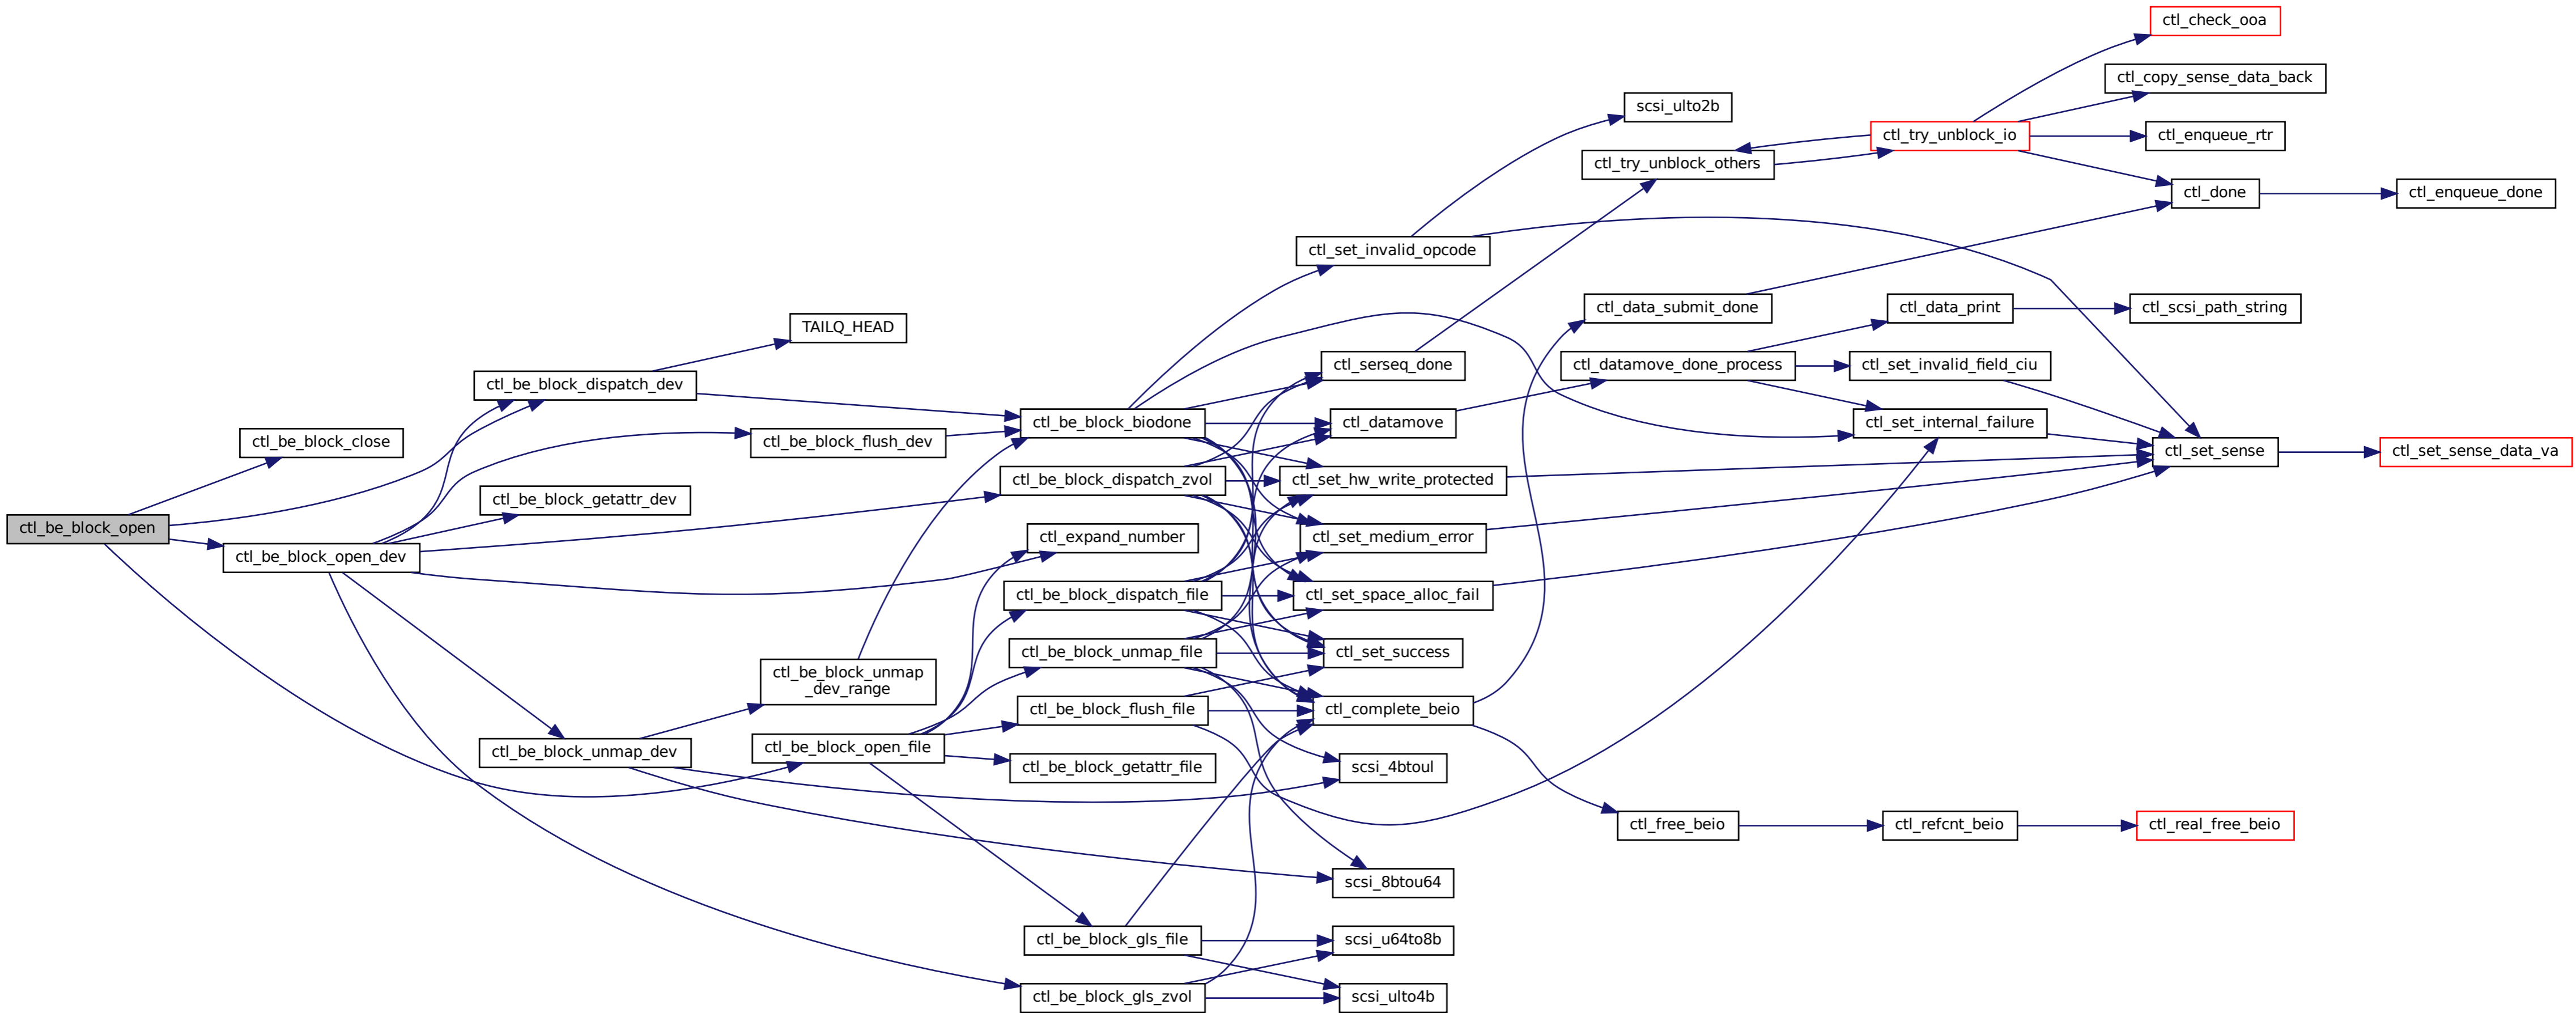 ctl_check_ooa
ctl_copy_sense_data_back
scsi_ulto2b
ctl_try_unblock_io
ctl_enqueue_rtr
ctl_try_unblock_others
ctl_done
ctl_enqueue_done
ctl_set_invalid_opcode
ctl_data_submit_done
ctl_data_print
ctl_scsi_path_string
TAILQ_HEAD
ctl_serseq_done
ctl_datamove_done_process
ctl_set_invalid_field_ciu
ctl_be_block_dispatch_dev
ctl_be_block_biodone
ctl_datamove
ctl_set_internal_failure
ctl_be_block_close
ctl_be_block_flush_dev
ctl_set_sense
ctl_set_sense_data_va
ctl_be_block_dispatch_zvol
ctl_set_hw_write_protected
ctl_be_block_getattr_dev
ctl_be_block_open
ctl_expand_number
ctl_set_medium_error
ctl_be_block_open_dev
ctl_be_block_dispatch_file
ctl_set_space_alloc_fail
ctl_be_block_unmap_file
ctl_set_success
ctl_be_block_unmap
_dev_range
ctl_be_block_flush_file
ctl_complete_beio
ctl_be_block_unmap_dev
ctl_be_block_open_file
ctl_be_block_getattr_file
scsi_4btoul
ctl_free_beio
ctl_refcnt_beio
ctl_real_free_beio
scsi_8btou64
ctl_be_block_gls_file
scsi_u64to8b
ctl_be_block_gls_zvol
scsi_ulto4b